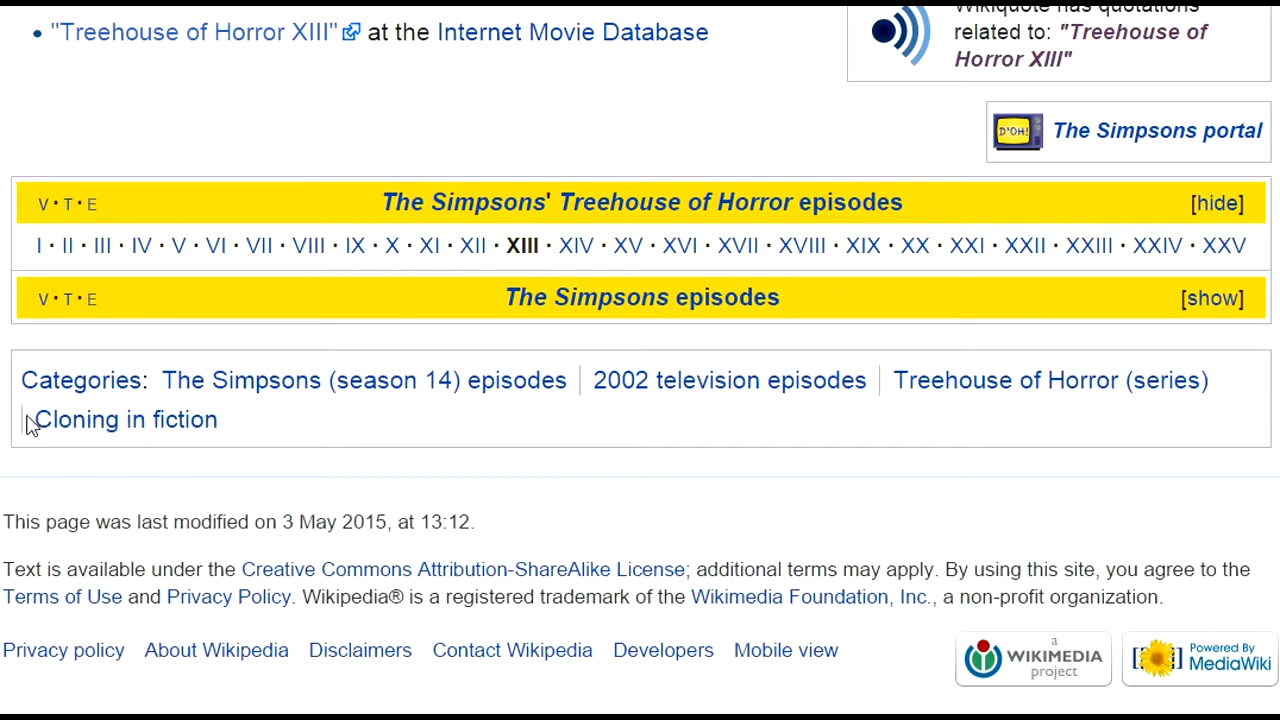 • "Treehouse of Horror XIII" at the Internet Movie Database
Wikiquote has quotations
related to: "Treehouse of
Horror XIII"
D'OH! The Simpsons portal
V · T · E The Simpsons' Treehouse of Horror episodes [hide]
I · II · III · IV · V · VI · VII · VIII · IX · X · XI · XII · XIII · XIV · XV · XVI · XVII · XVIII · XIX · XX · XXI · XXII · XXIII · XXIV · XXV
V · T · E The Simpsons episodes [show]
Categories: The Simpsons (season 14) episodes | 2002 television episodes | Treehouse of Horror (series)
| Cloning in fiction
This page was last modified on 3 May 2015, at 13:12.
Text is available under the Creative Commons Attribution-ShareAlike License; additional terms may apply. By using this site, you agree to the
Terms of Use and Privacy Policy. Wikipedia® is a registered trademark of the Wikimedia Foundation, Inc., a non-profit organization.
Privacy policy About Wikipedia Disclaimers Contact Wikipedia Developers Mobile view
a
WIKIMEDIA
project
Powered By
MediaWiki